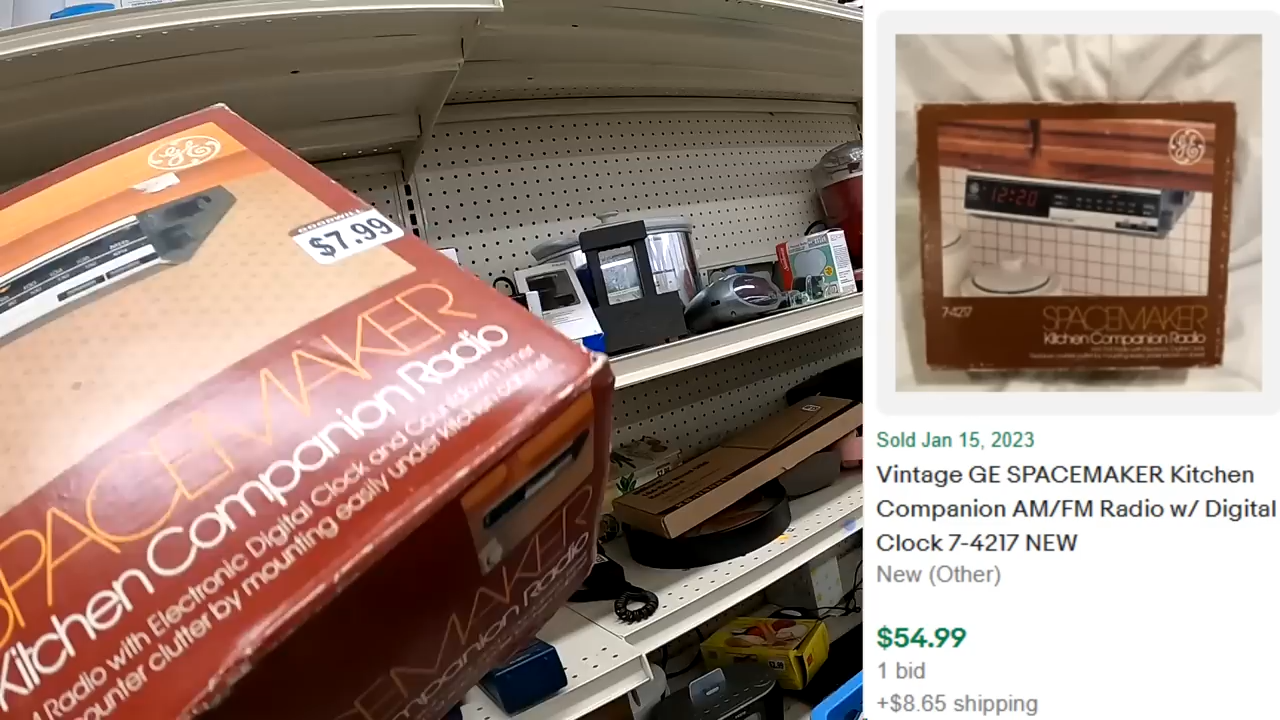 GE
GOODWILL
$7.99
SPACEMAKER
Kitchen Companion Radio
Radio with Electronic Digital Clock and Countdown Timer
counter clutter by mounting easily under kitchen cabinet
SPACEMAKER
Companion Radio
GE
12:20
7-4217
SPACEMAKER
Kitchen Companion Radio
Sold Jan 15, 2023
Vintage GE SPACEMAKER Kitchen
Companion AM/FM Radio w/ Digital
Clock 7-4217 NEW
New (Other)
$54.99
1 bid
+$8.65 shipping